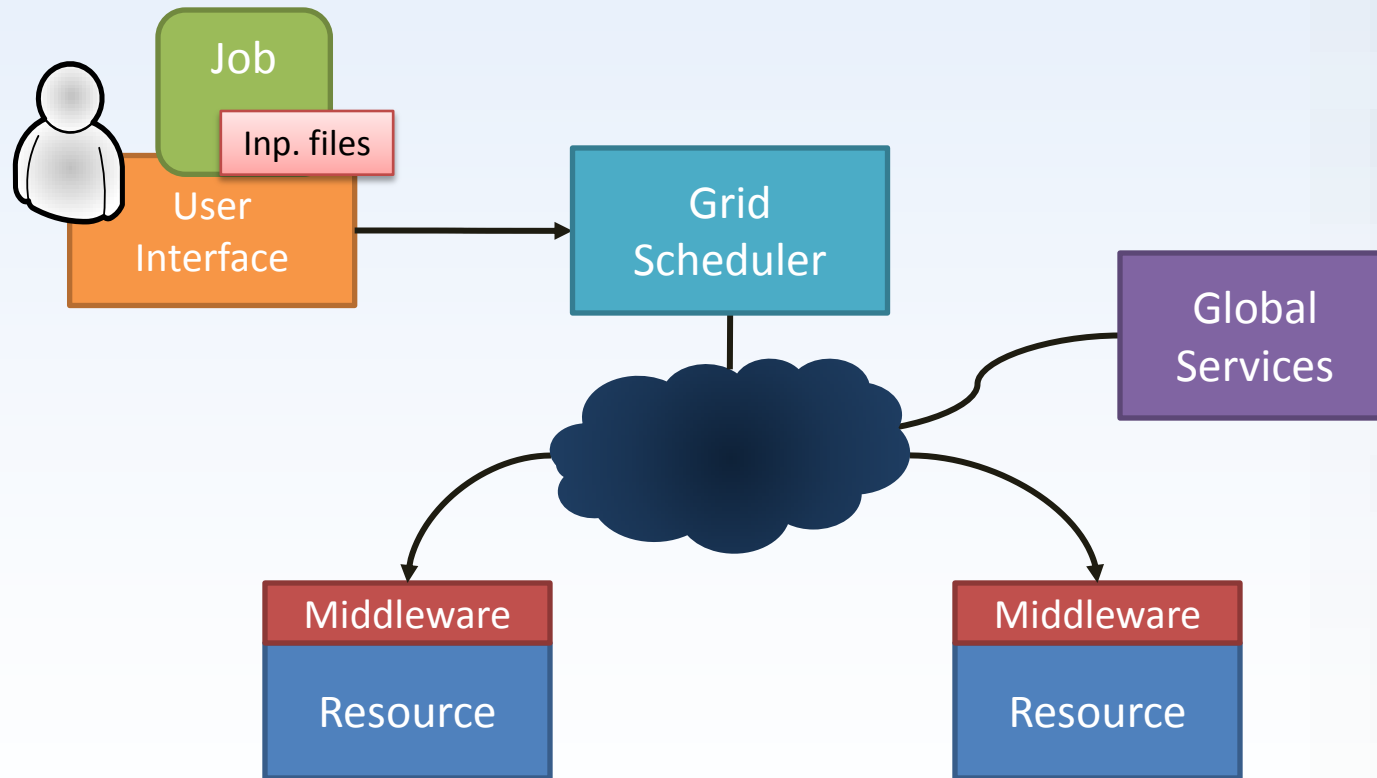 Job
Inp. files
User
Interface
Grid
Scheduler
Global
Services
Middleware
Resource
Middleware
Resource